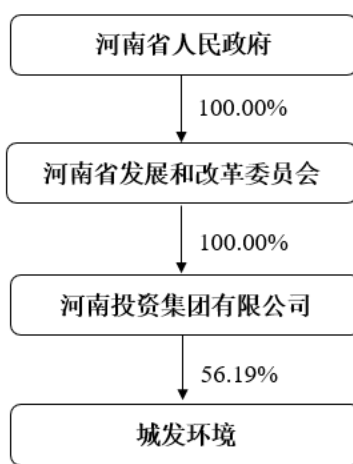 河南省人民政府
100.00%
河南省发展和改革委员会
100.00%
河南投资集团有限公司
56.19%
城发环境